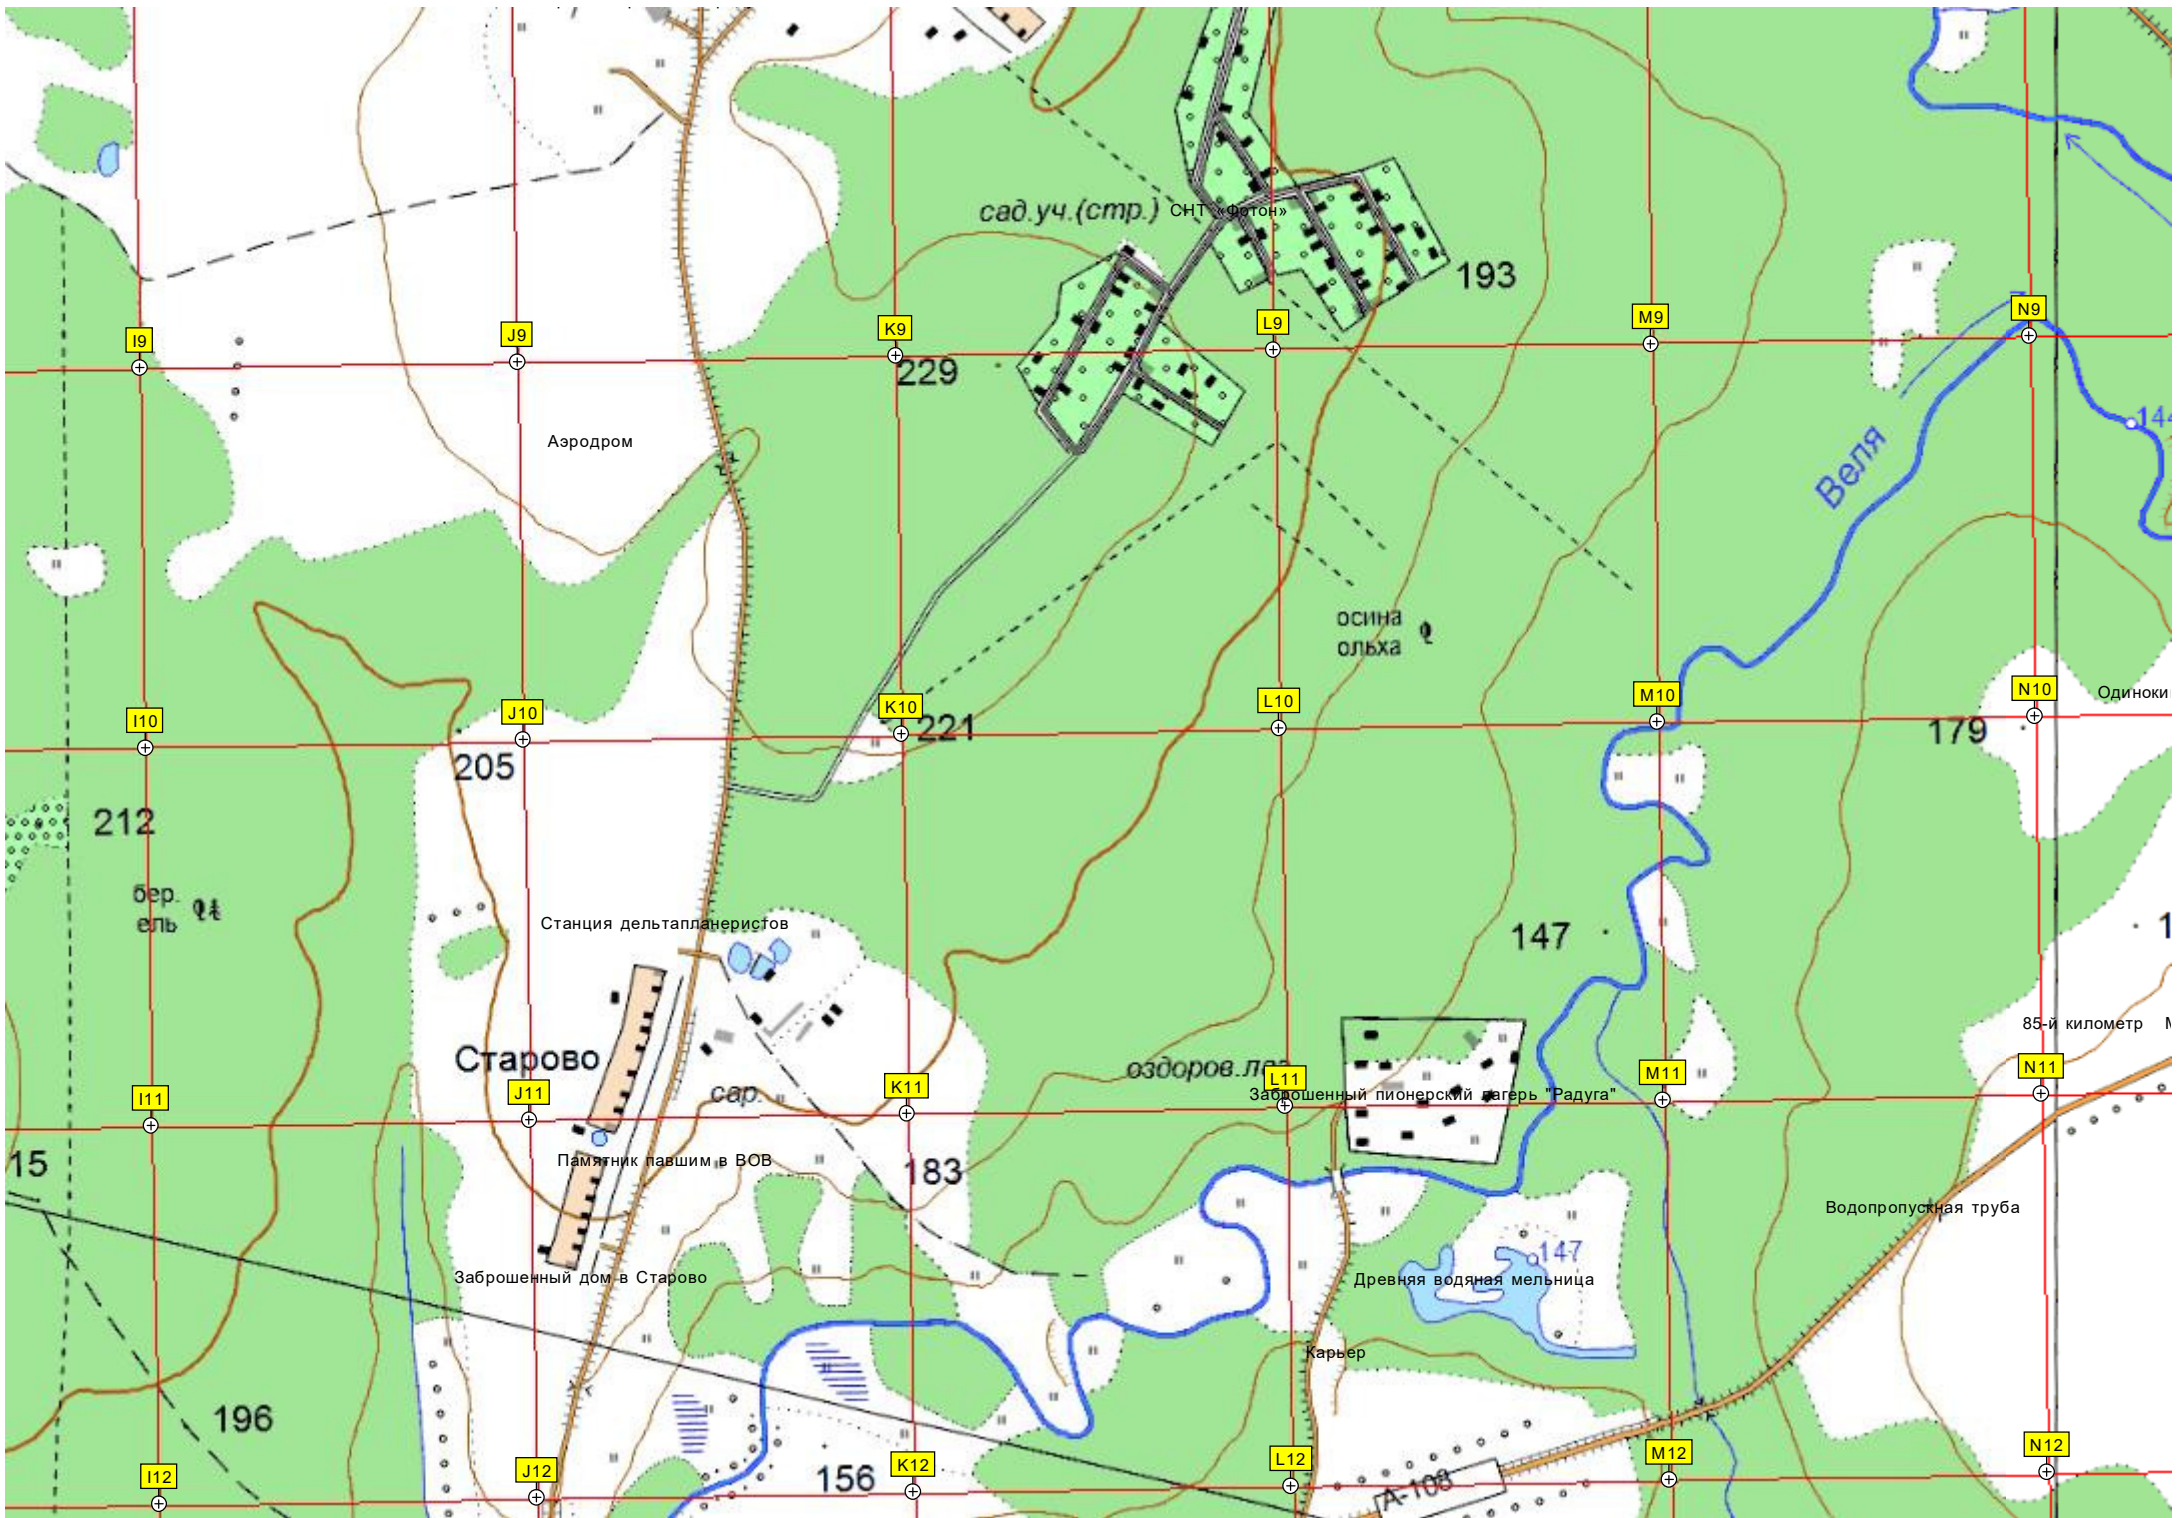 сад.уч.(стр.)
СНТ «Фотон»
193
I9
J9
K9
L9
M9
N9
229
144
Аэродром
Веля
осина
ольха
I10
J10
K10
L10
M10
N10
Одиноки
221
179
205
212
бер.
ель
Станция дельтапланеристов
147
1
85-й километр М
Старово
оздоров.лаг.
I11
J11
K11
L11
M11
N11
сар.
Заброшенный пионерский лагерь "Радуга"
15
Памятник павшим в ВОВ
183
Водопропускная труба
147
Заброшенный дом в Старово
Древняя водяная мельница
Карьер
196
I12
J12
K12
L12
M12
N12
156
А-108